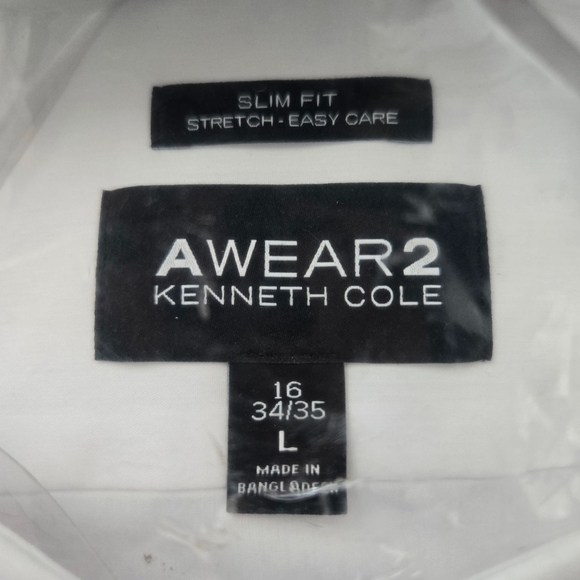 SLIM FIT
STRETCH - EASY CARE
AWEAR2
KENNETH COLE
16
34/35
L
MADE IN
BANGLADESH